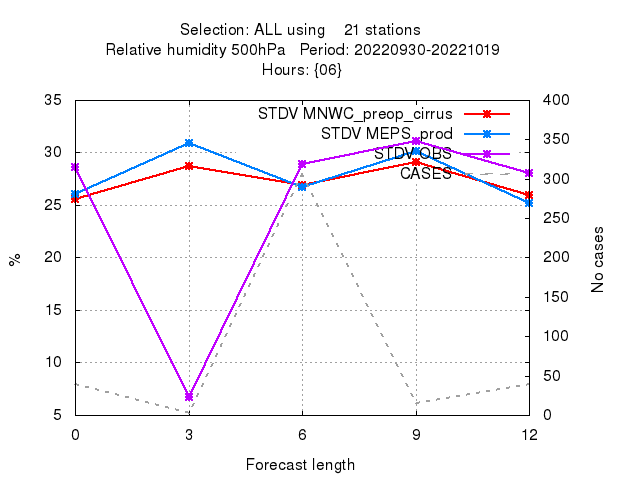 Selection: ALL using    21 stations
Relative humidity 500hPa   Period: 20220930-20221019
Hours: {06}
STDV MNWC_preop_cirrus
STDV MEPS_prod
STDV OBS
CASES
35
30
25
20
15
10
5
400
350
300
250
200
150
100
50
0
%
No cases
0
3
6
9
12
Forecast length